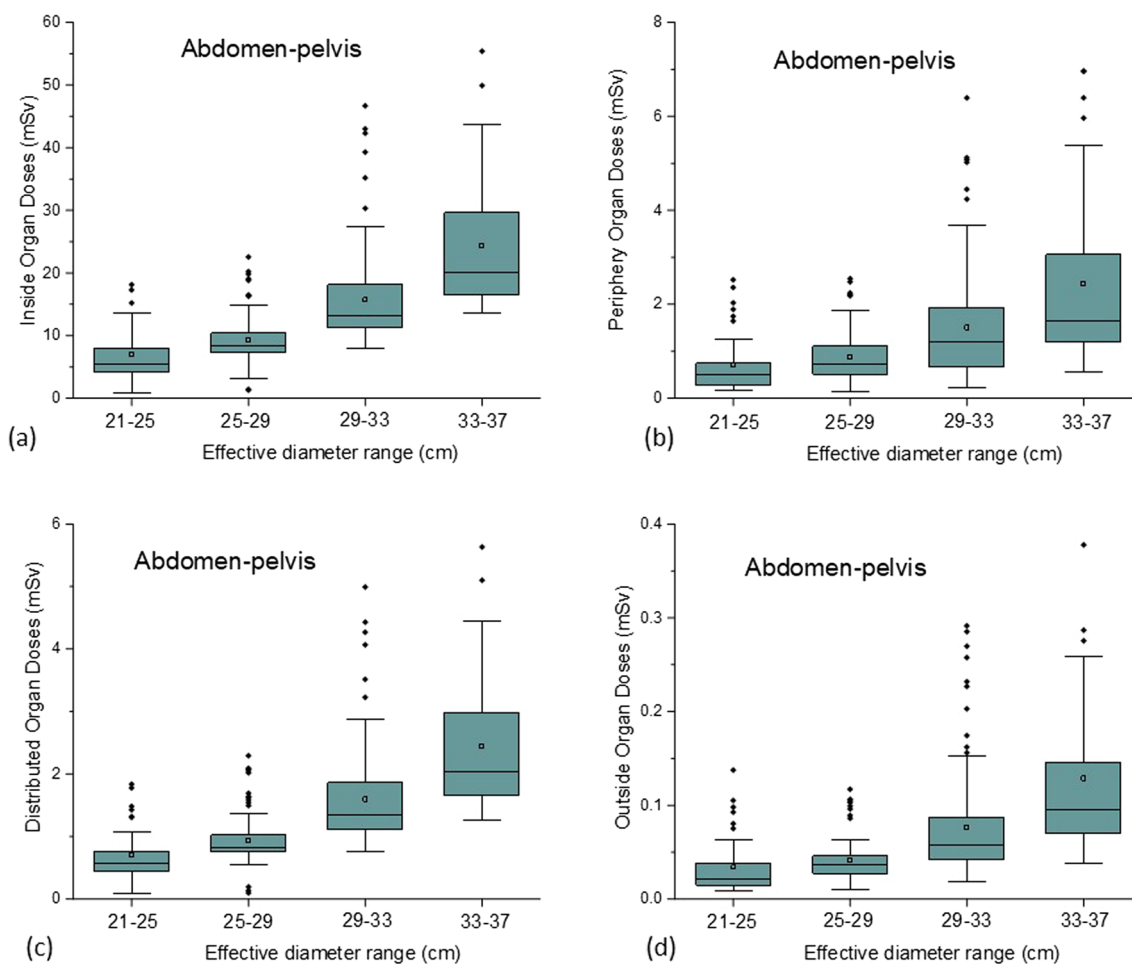 Abdomen-pelvis
Inside Organ Doses (mSv)
60
50
40
30
20
10
0
21-25 25-29 29-33 33-37
Effective diameter range (cm)
(a)
Abdomen-pelvis
Periphery Organ Doses (mSv)
8
6
4
2
0
21-25 25-29 29-33 33-37
Effective diameter range (cm)
(b)
Abdomen-pelvis
Distributed Organ Doses (mSv)
6
4
2
0
21-25 25-29 29-33 33-37
Effective diameter range (cm)
(c)
Abdomen-pelvis
Outside Organ Doses (mSv)
0.4
0.3
0.2
0.1
0.0
21-25 25-29 29-33 33-37
Effective diameter range (cm)
(d)